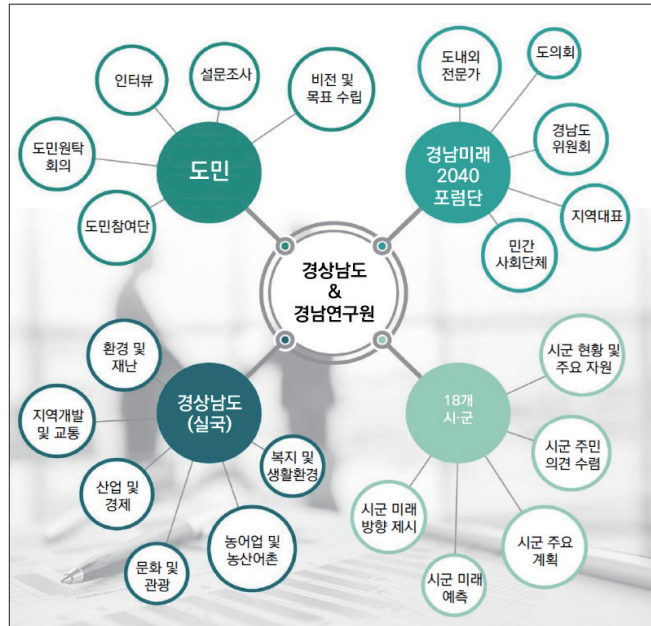 인터뷰
설문조사
비전 및
목표 수립
도민원탁
회의
도민
도민참여단
도내외
전문가
도의회
경남미래
2040
포럼단
경남도
위원회
지역대표
민간
사회단체
경상남도
&
경남연구원
환경 및
재난
지역개발
및 교통
경상남도
(실국)
산업 및
경제
복지 및
생활환경
문화 및
관광
농어업 및
농산어촌
18개
시·군
시군 현황 및
주요 자원
시군 주민
의견 수렴
시군 미래
방향 제시
시군 주요
계획
시군 미래
예측